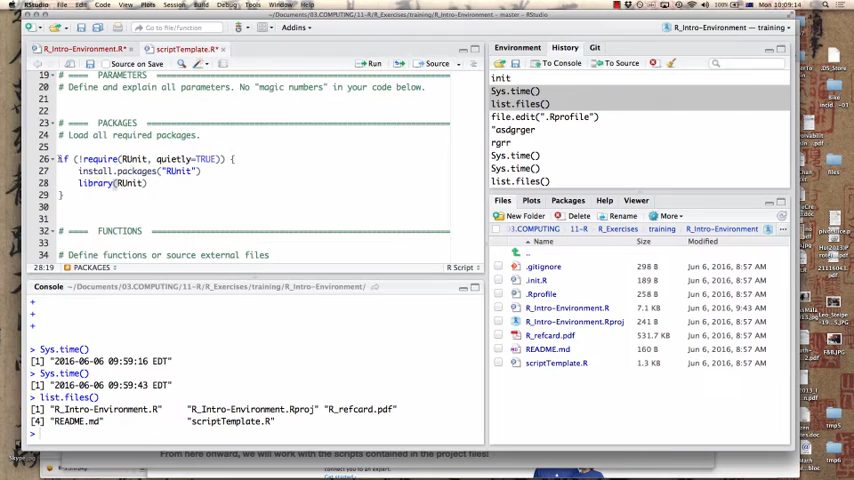 RStudio File Edit Code View Plots Session Build Debug Tools Window Help 100% Mon 10:09:14
~/Documents/03.COMPUTING/11-R/R_Exercises/training/R_Intro-Environment - master - RStudio
Go to file/function Addins R_Intro-Environment — training
R_Intro-Environment.R* scriptTemplate.R*
Source on Save Run Source
19 # ==== PARAMETERS
20 # Define and explain all parameters. No "magic numbers" in your code below.
21
22
23 # ==== PACKAGES
24 # Load all required packages.
25
26 if (!require(RUnit, quietly=TRUE)) {
27 install.packages("RUnit")
28 library(RUnit)
29 }
30
31
32 # ==== FUNCTIONS
33
34 # Define functions or source external files
28:19 PACKAGES R Script
Console ~/Documents/03.COMPUTING/11-R/R_Exercises/training/R_Intro-Environment/
+
+
+
> Sys.time()
[1] "2016-06-06 09:59:16 EDT"
> Sys.time()
[1] "2016-06-06 09:59:43 EDT"
> list.files()
[1] "R_Intro-Environment.R" "R_Intro-Environment.Rproj" "R_refcard.pdf"
[4] "README.md" "scriptTemplate.R"
>
Environment History Git
To Console To Source
init
Sys.time()
list.files()
file.edit(".Rprofile")
"asdgrger
rgrr
Sys.time()
Sys.time()
list.files()
Files Plots Packages Help Viewer
New Folder Delete Rename More
03.COMPUTING 11-R R_Exercises training R_Intro-Environment
Name Size Modified
..
.gitignore 298 B Jun 6, 2016, 8:57 AM
.init.R 189 B Jun 6, 2016, 8:57 AM
.Rprofile 258 B Jun 6, 2016, 8:57 AM
R_Intro-Environment.R 7.1 KB Jun 6, 2016, 9:43 AM
R_Intro-Environment.Rproj 241 B Jun 6, 2016, 8:57 AM
R_refcard.pdf 531.7 KB Jun 6, 2016, 8:57 AM
README.md 160 B Jun 6, 2016, 8:57 AM
scriptTemplate.R 1.3 KB Jun 6, 2016, 8:57 AM
From here onward, we will work with the scripts contained in the project files!
connect you to an expert.
files
tmp5
tmp6